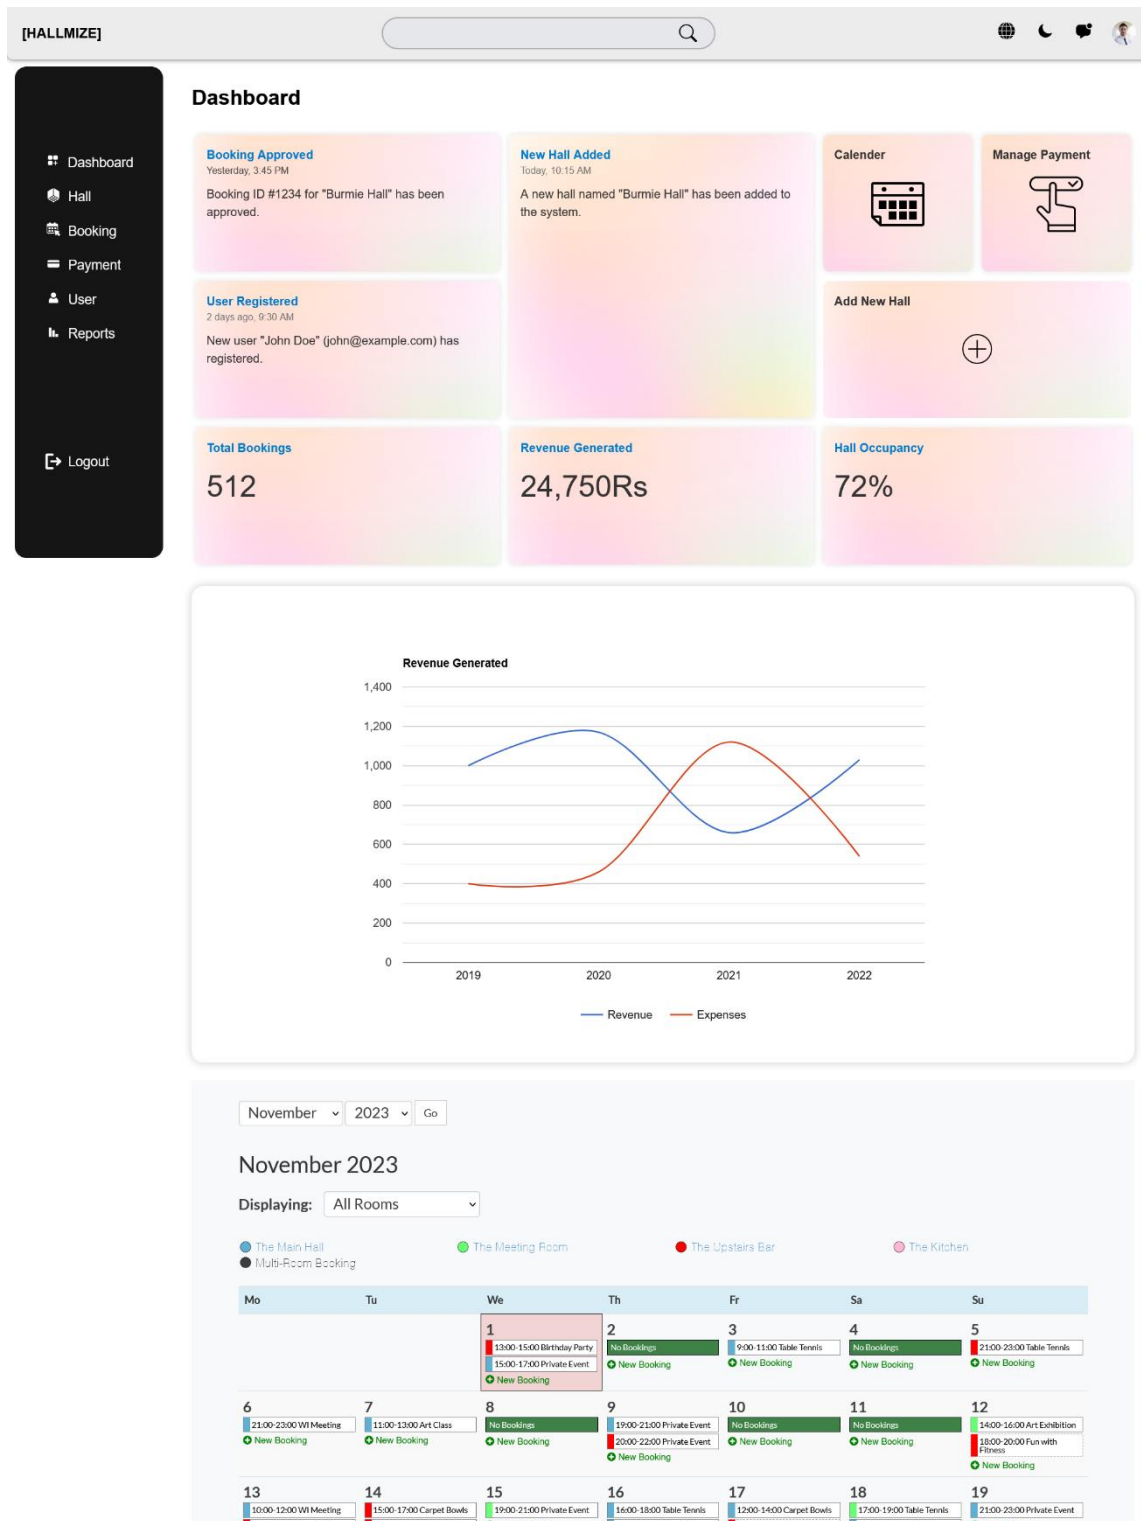 [HALLMIZE]
Dashboard
Hall
Booking
Payment
User
Reports
Logout
Dashboard
Booking Approved
Yesterday, 3:45 PM
Booking ID #1234 for "Burmie Hall" has been
approved.
New Hall Added
Today, 10:15 AM
A new hall named "Burmie Hall" has been added to
the system.
Calender
Manage Payment
User Registered
2 days ago, 9:30 AM
New user "John Doe" (john@example.com) has
registered.
Add New Hall
Total Bookings
512
Revenue Generated
24,750Rs
Hall Occupancy
72%
Revenue Generated
1,400
1,200
1,000
800
600
400
200
0
2019 2020 2021 2022
Revenue Expenses
November 2023 Go
November 2023
Displaying: All Rooms
The Main Hall The Meeting Room The Upstairs Bar The Kitchen
Multi-Room Booking
Mo Tu We Th Fr Sa Su
1
13:00-15:00 Birthday Party
15:00-17:00 Private Event
New Booking
2
No Bookings
New Booking
3
9:00-11:00 Table Tennis
New Booking
4
No Bookings
New Booking
5
21:00-23:00 Table Tennis
New Booking
6
21:00-23:00 WI Meeting
New Booking
7
11:00-13:00 Art Class
New Booking
8
No Bookings
New Booking
9
19:00-21:00 Private Event
20:00-22:00 Private Event
New Booking
10
No Bookings
New Booking
11
No Bookings
New Booking
12
14:00-16:00 Art Exhibition
18:00-20:00 Fun with
Fitness
New Booking
13
10:00-12:00 WI Meeting
14
15:00-17:00 Carpet Bowls
15
19:00-21:00 Private Event
16
16:00-18:00 Table Tennis
17
12:00-14:00 Carpet Bowls
18
17:00-19:00 Table Tennis
19
21:00-23:00 Private Event